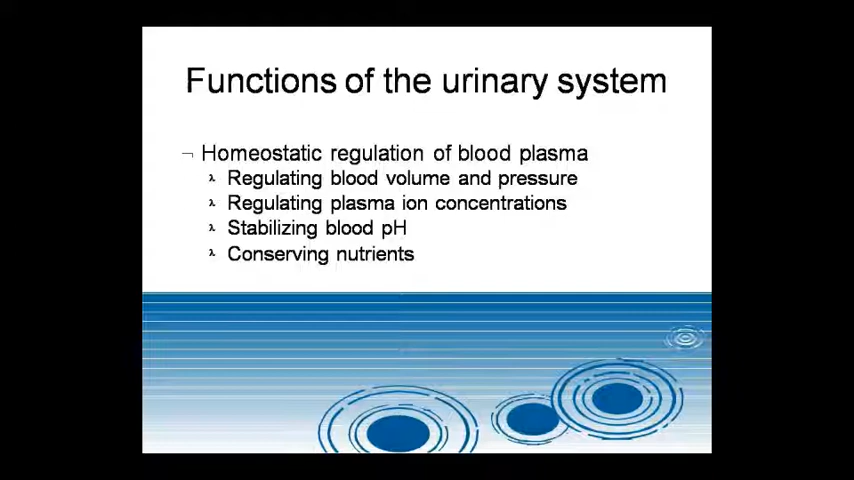 Functions of the urinary system
¬ Homeostatic regulation of blood plasma
λ Regulating blood volume and pressure
λ Regulating plasma ion concentrations
λ Stabilizing blood pH
λ Conserving nutrients